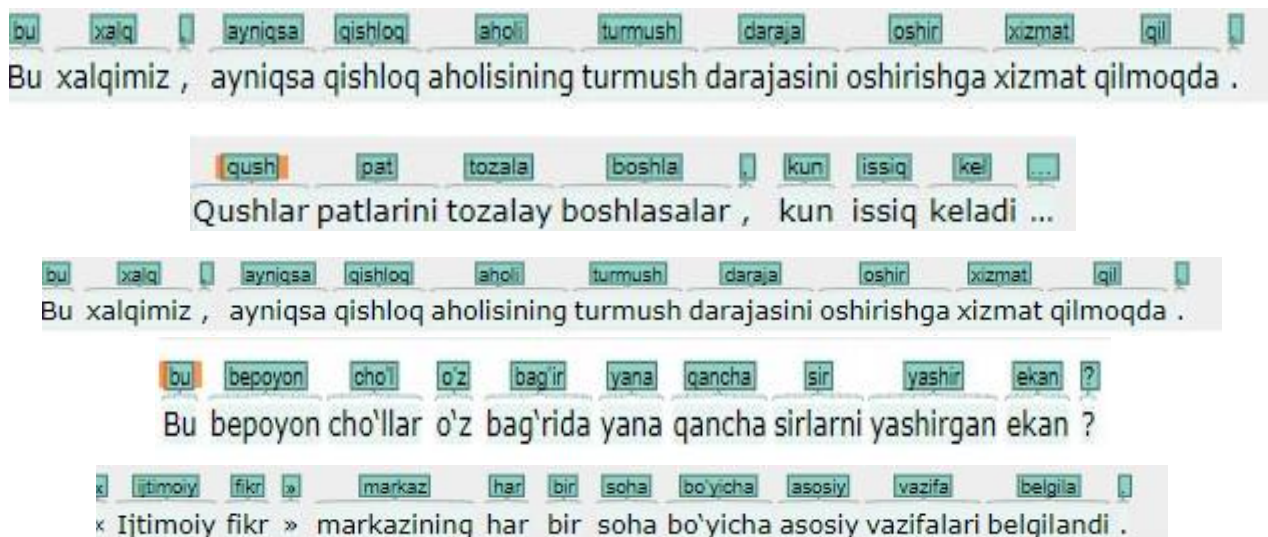 bu xalq , ayniqsa qishloq aholi turmush daraja oshir xizmat qil .
Bu xalqimiz , ayniqsa qishloq aholisining turmush darajasini oshirishga xizmat qilmoqda .
qush pat tozala boshla , kun issiq kel ...
Qushlar patlarini tozalay boshlasalar , kun issiq keladi ...
bu xalq , ayniqsa qishloq aholi turmush daraja oshir xizmat qil .
Bu xalqimiz , ayniqsa qishloq aholisining turmush darajasini oshirishga xizmat qilmoqda .
bu bepoyon cho'l o'z bag'ir yana qancha sir yashir ekan ?
Bu bepoyon cho‘llar o‘z bag‘rida yana qancha sirlarni yashirgan ekan ?
« Ijtimoiy fikr » markaz har bir soha bo'yicha asosiy vazifa belgila .
« Ijtimoiy fikr » markazining har bir soha bo‘yicha asosiy vazifalari belgilandi .